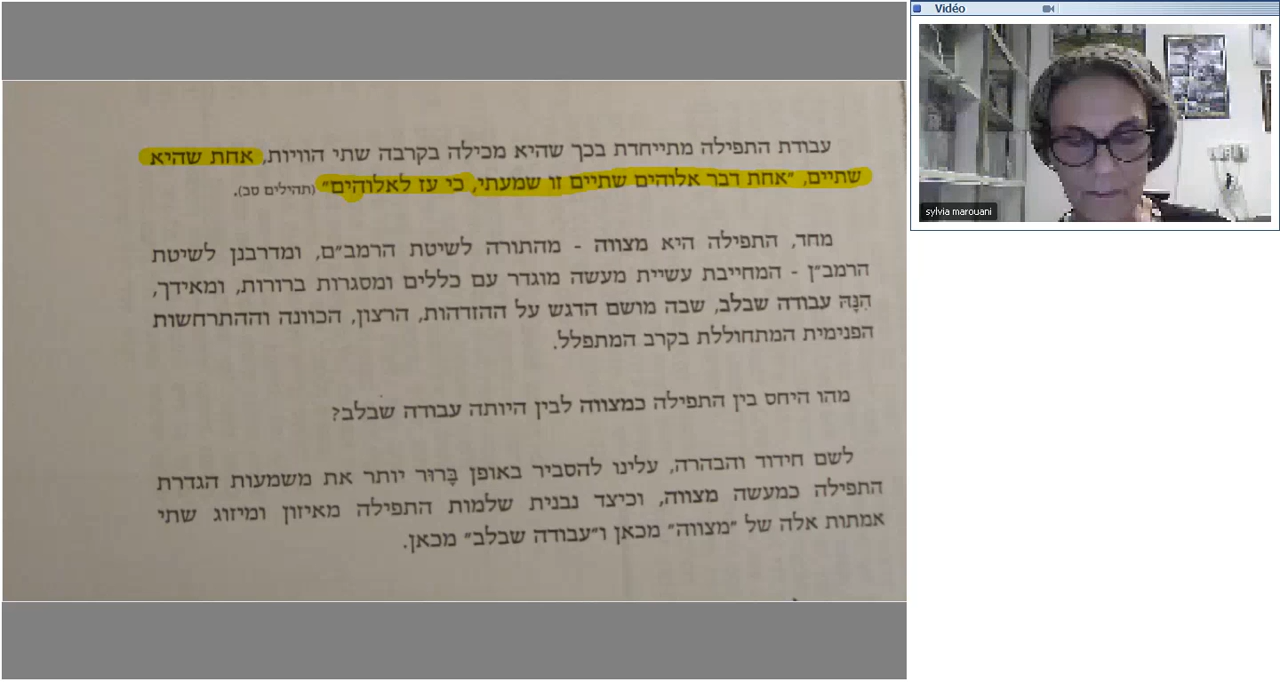 עבודת התפילה מתייחדת בכך שהיא מכילה בקרבה שתי הוויות, אחת שהיא
שתיים, "אחת דבר אלוהים שתיים זו שמעתי, כי עז לאלוהים" (תהילים סב).
מחד, התפילה היא מצווה - מהתורה לשיטת הרמב"ם, ומדרבנן לשיטת
הרמב"ן - המחייבת עשיית מעשה מוגדר עם כללים ומסגרות ברורות, ומאידך,
הִנָּהּ עבודה שבלב, שבה מושם הדגש על ההזדהות, הרצון, הכוונה וההתרחשות
הפנימית המתחוללת בקרב המתפלל.
מהו היחס בין התפילה כמצווה לבין היותה עבודה שבלב?
לשם חידוד והבהרה, עלינו להסביר באופן בָּרוּר יותר את משמעות הגדרת
התפילה כמעשה מצווה, וכיצד נבנית שלמות התפילה מאיזון ומיזוג שתי
אמתות אלה של "מצווה" מכאן ו"עבודה שבלב" מכאן.
Vidéo
sylvia marouani